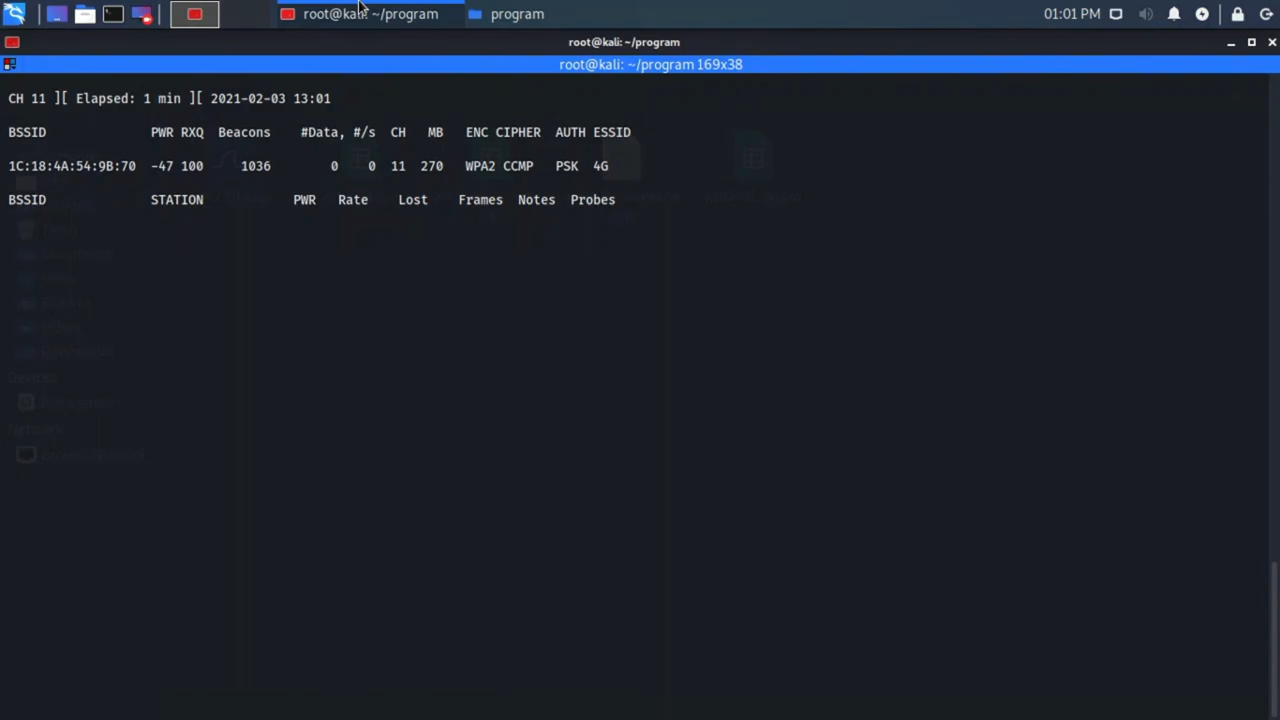 root@kali: ~/program
program
01:01 PM
root@kali: ~/program
root@kali: ~/program 169x38
CH 11 ][ Elapsed: 1 min ][ 2021-02-03 13:01
BSSID PWR RXQ Beacons #Data, #/s CH MB ENC CIPHER AUTH ESSID
1C:18:4A:54:9B:70 -47 100 1036 0 0 11 270 WPA2 CCMP PSK 4G
BSSID STATION PWR Rate Lost Frames Notes Probes
Devices
Network